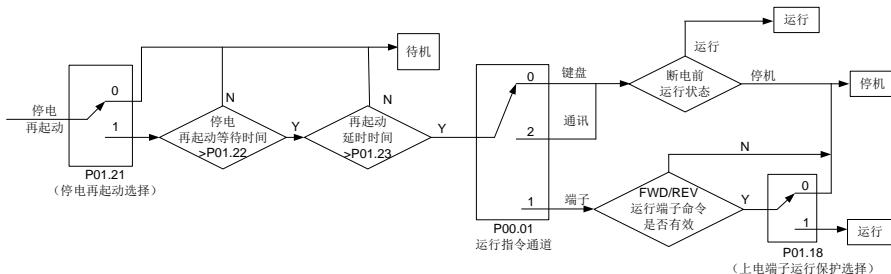 停电
再起动
0
1
P01.21
（停电再起动选择）
N
停电
再起动等待时间
>P01.22
Y
待机
N
再起动
延时时间
>P01.23
Y
0
2
1
P00.01
运行指令通道
键盘
通讯
端子
断电前
运行状态
运行
运行
停机
停机
N
FWD/REV
运行端子命令
是否有效
Y
0
1
P01.18
（上电端子运行保护选择）
运行